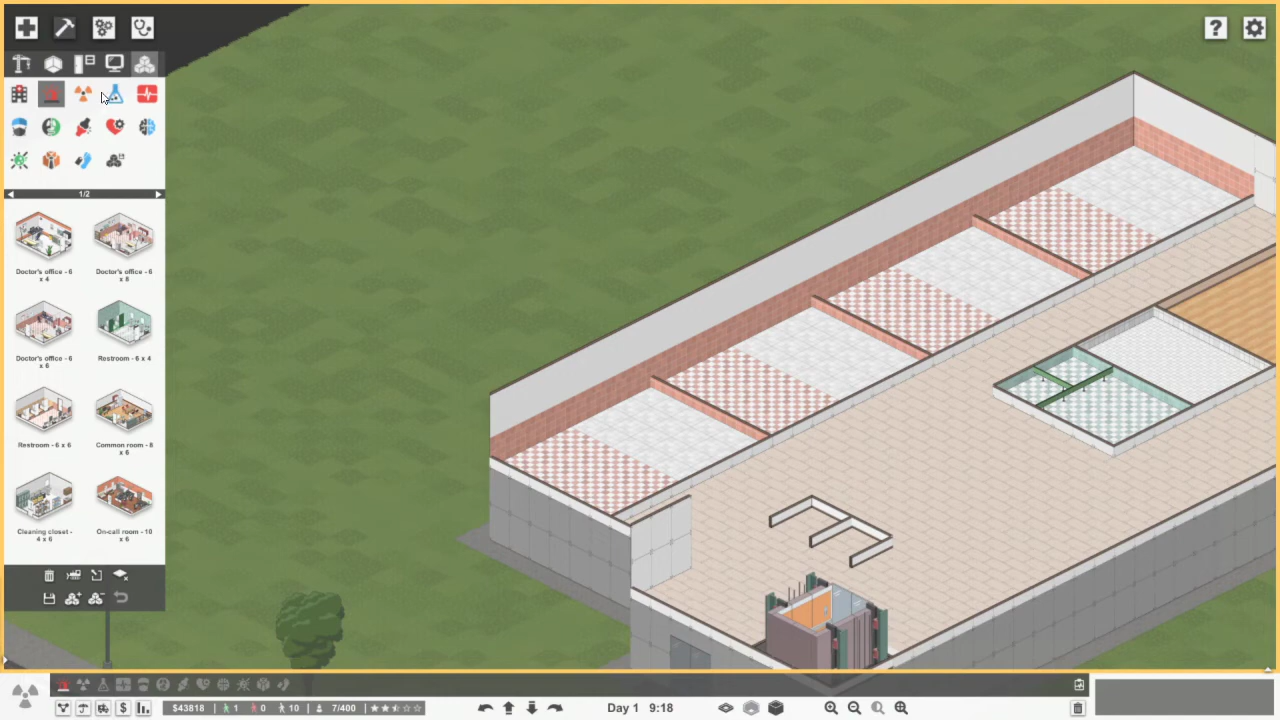 ?
1/2
Doctor's office - 6 x 4
Doctor's office - 6 x 8
Doctor's office - 6 x 6
Restroom - 6 x 4
Restroom - 6 x 6
Common room - 8 x 6
Cleaning closet - 4 x 6
On-call room - 10 x 6
$43818
1
0
10
7/400
Day 1 9:18